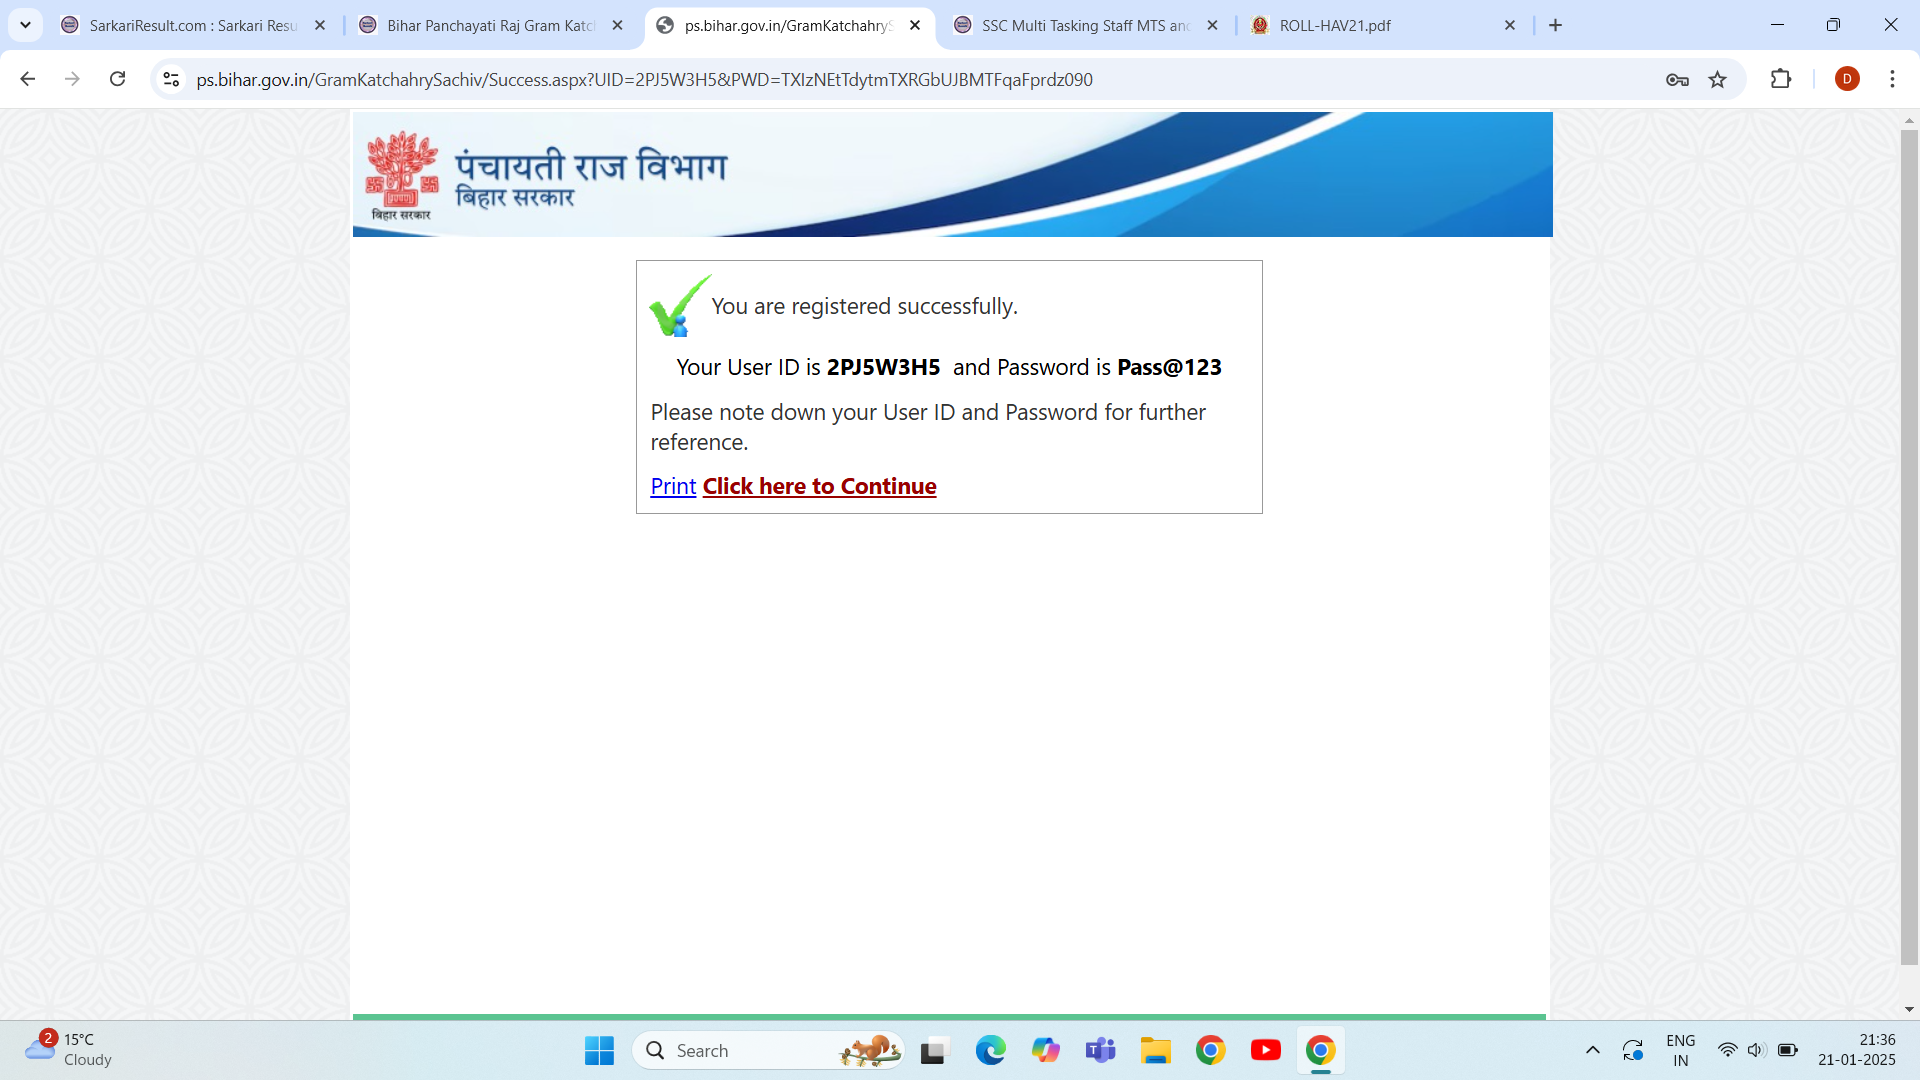 SarkariResult.com : Sarkari Resu
Bihar Panchayati Raj Gram Katch
ps.bihar.gov.in/GramKatchahryS
SSC Multi Tasking Staff MTS and
ROLL-HAV21.pdf
ps.bihar.gov.in/GramKatchahrySachiv/Success.aspx?UID=2PJ5W3H5&PWD=TXIzNEtTdytmTXRGbUJBMTFqaFprdz090
D
पंचायती राज विभाग
बिहार सरकार
बिहार सरकार
You are registered successfully.
Your User ID is 2PJ5W3H5 and Password is Pass@123
Please note down your User ID and Password for further
reference.
Print Click here to Continue
2
15°C
Cloudy
Search
ENG
IN
21:36
21-01-2025